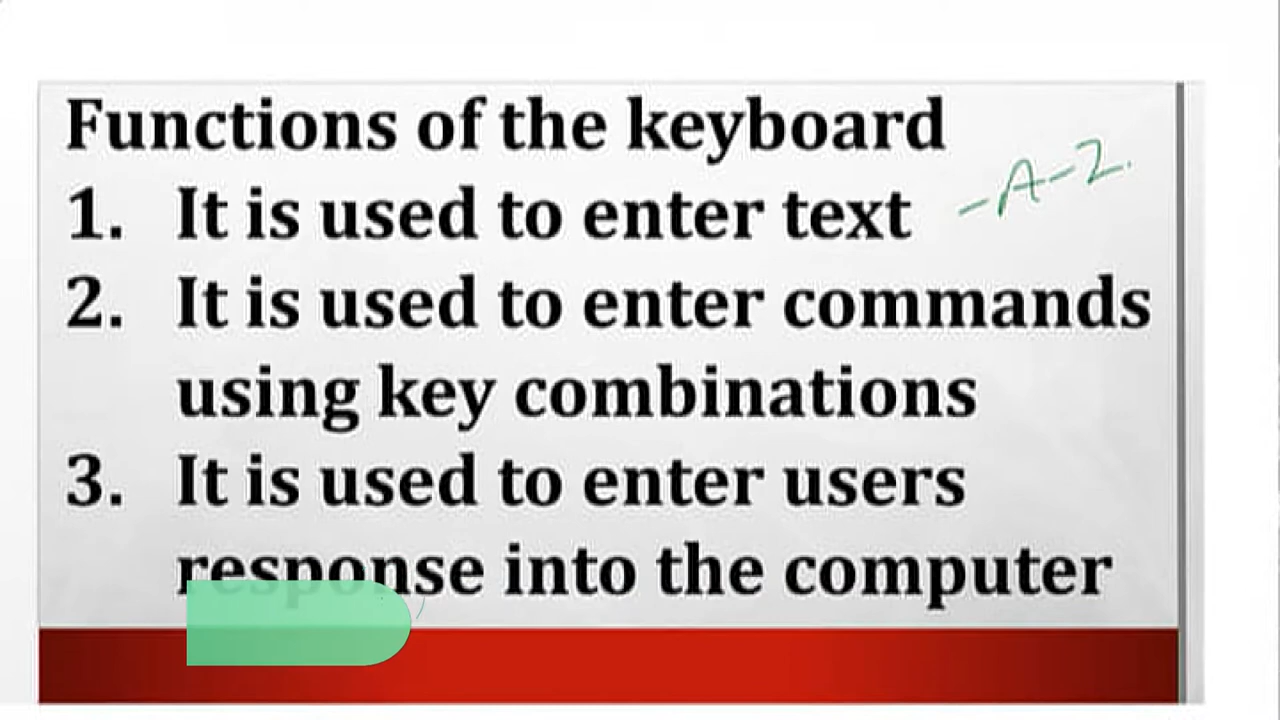 Functions of the keyboard
1. It is used to enter text -A-Z.
2. It is used to enter commands
using key combinations
3. It is used to enter users
response into the computer